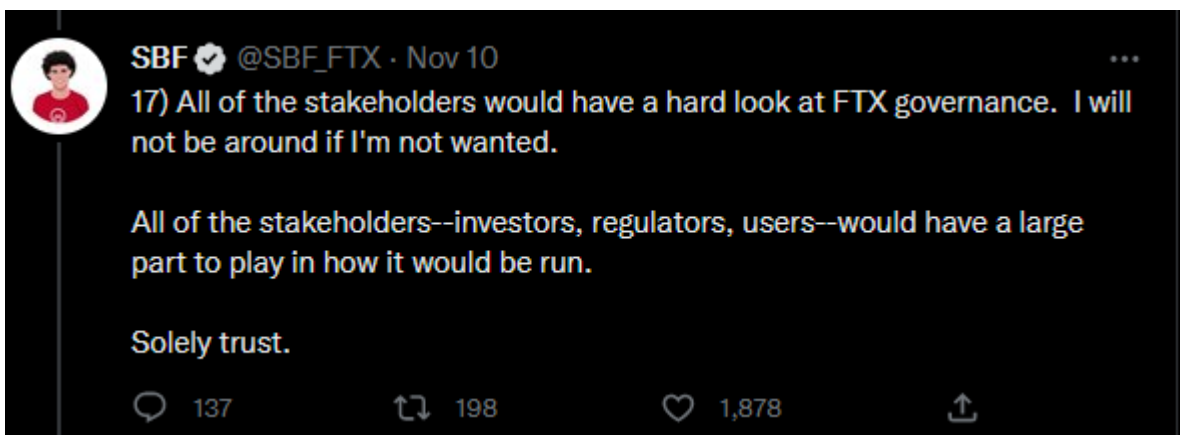 SBF @SBF_FTX · Nov 10
17) All of the stakeholders would have a hard look at FTX governance.  I will
not be around if I'm not wanted.
All of the stakeholders--investors, regulators, users--would have a large
part to play in how it would be run.
Solely trust.
137 198 1,878